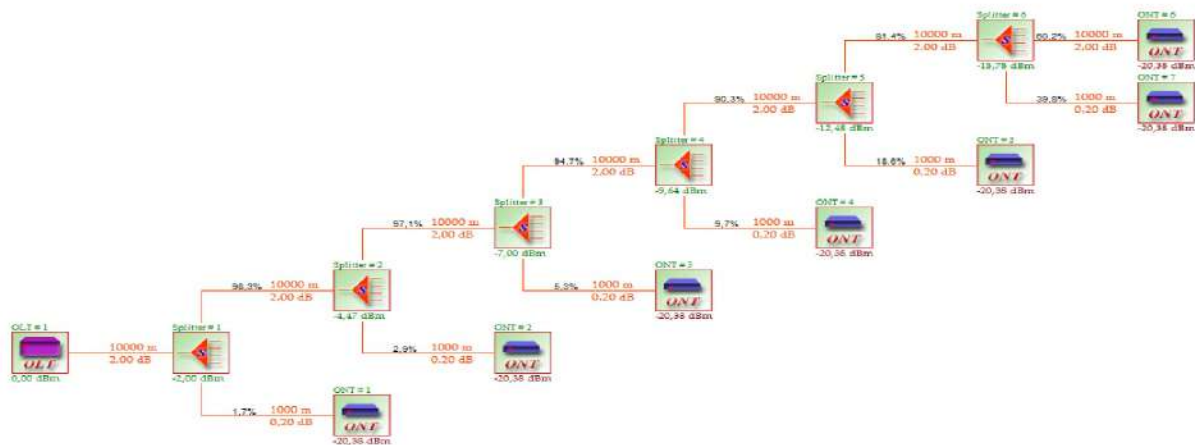 Splitter # 6
ONT # 6
81.4%
10000 m
2.00 dB
60.2%
10000 m
2.00 dB
-15,75 dBm
-20,38 dBm
Splitter # 5
ONT # 7
90.3%
10000 m
2.00 dB
39.8%
1000 m
0.20 dB
-12,48 dBm
-20,38 dBm
Splitter # 4
94.7%
10000 m
2.00 dB
18.6%
1000 m
0.20 dB
-9,64 dBm
-20,38 dBm
Splitter # 3
ONT # 4
97,1%
10000 m
2,00 dB
9,7%
1000 m
0.20 dB
-7,00 dBm
-20,38 dBm
Splitter # 2
ONT # 3
98,3%
10000 m
2.00 dB
5,3%
1000 m
0.20 dB
-4,47 dBm
-20,38 dBm
OLT # 1
Splitter # 1
ONT # 2
10000 m
2.00 dB
2.9%
1000 m
0.20 dB
OLT
ONT
0,00 dBm
-2,00 dBm
-20,38 dBm
ONT # 1
1,7%
1000 m
0,20 dB
ONT
-20,38 dBm